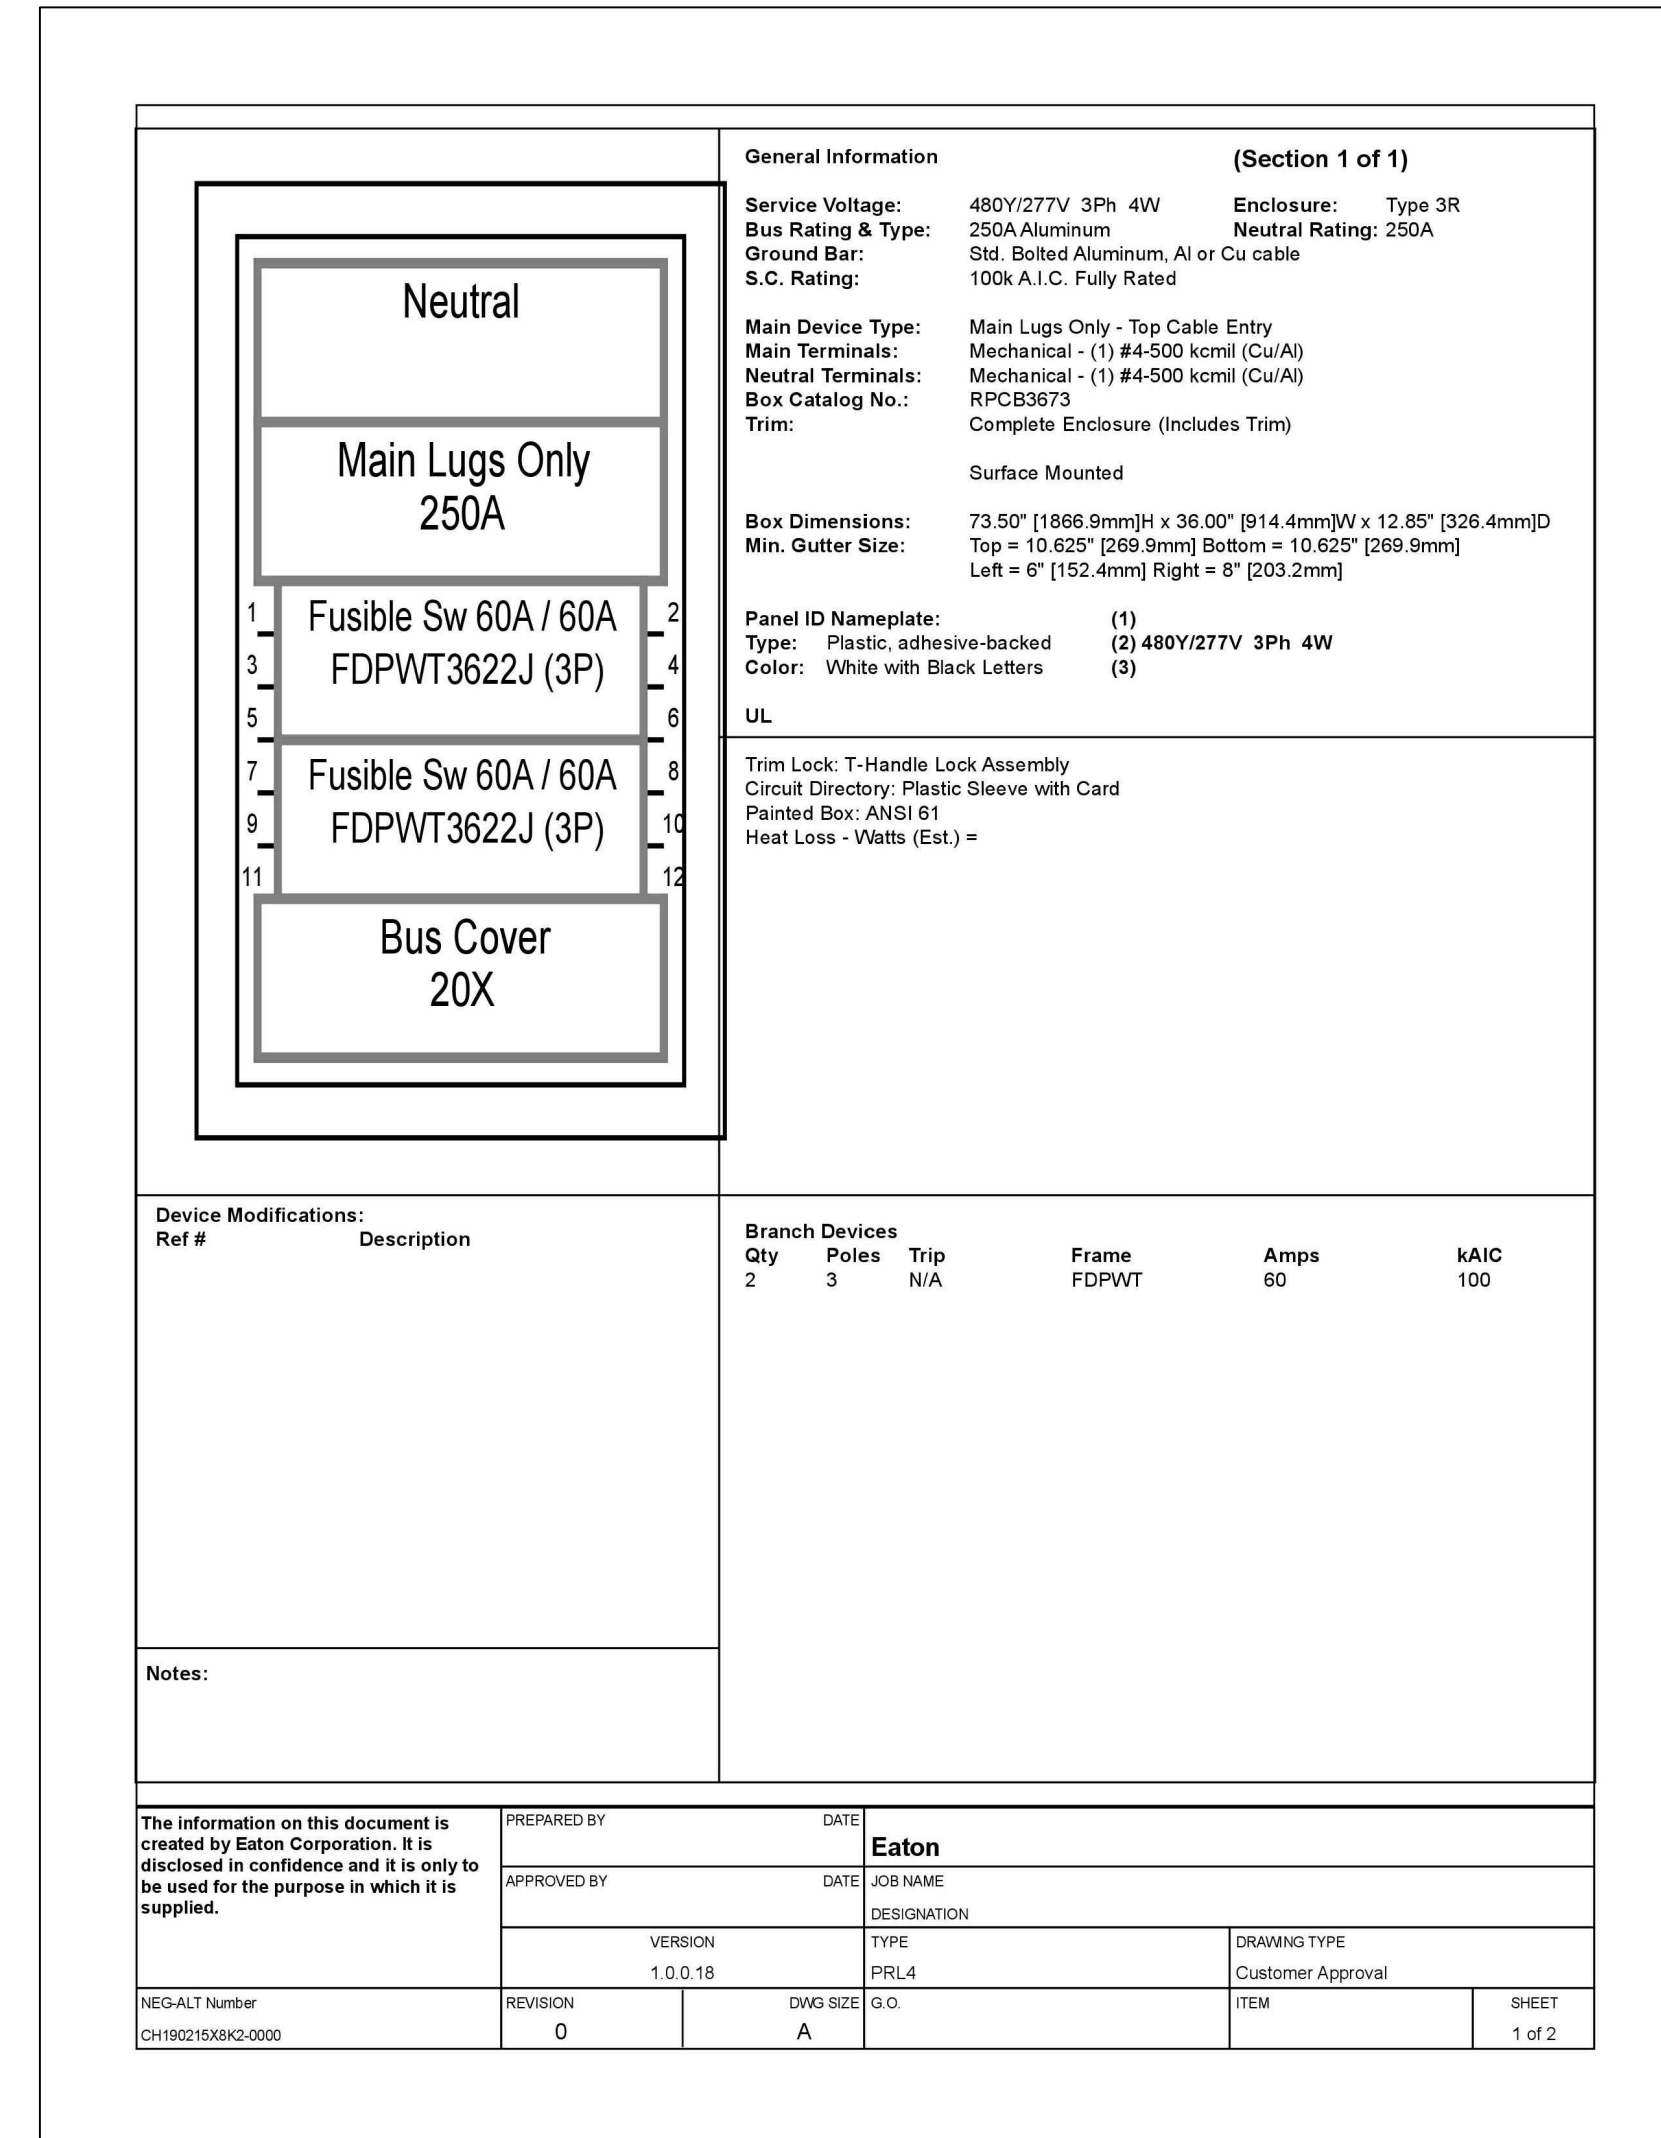 General Information (Section 1 of 1)
Service Voltage: 480Y/277V 3Ph 4W Enclosure: Type 3R
Bus Rating & Type: 250A Aluminum Neutral Rating: 250A
Ground Bar: Std. Bolted Aluminum, Al or Cu cable
S.C. Rating: 100k A.I.C. Fully Rated
Main Device Type: Main Lugs Only - Top Cable Entry
Main Terminals: Mechanical - (1) #4-500 kcmil (Cu/Al)
Neutral Terminals: Mechanical - (1) #4-500 kcmil (Cu/Al)
Box Catalog No.: RPCB3673
Trim: Complete Enclosure (Includes Trim)
Surface Mounted
Box Dimensions: 73.50" [1866.9mm]H x 36.00" [914.4mm]W x 12.85" [326.4mm]D
Min. Gutter Size: Top = 10.625" [269.9mm] Bottom = 10.625" [269.9mm]
Left = 6" [152.4mm] Right = 8" [203.2mm]
Panel ID Nameplate: (1)
Type: Plastic, adhesive-backed (2) 480Y/277V 3Ph 4W
Color: White with Black Letters (3)
UL
Neutral
Main Lugs Only
250A
1 Fusible Sw 60A / 60A 2
3 FDPWT3622J (3P) 4
5 6
7 Fusible Sw 60A / 60A 8
9 FDPWT3622J (3P) 10
11 12
Bus Cover
20X
Trim Lock: T-Handle Lock Assembly
Circuit Directory: Plastic Sleeve with Card
Painted Box: ANSI 61
Heat Loss - Watts (Est.) =
Device Modifications:
Ref # Description
Branch Devices
Qty Poles Trip Frame Amps kAIC
2 3 N/A FDPWT 60 100
Notes:
The information on this document is
created by Eaton Corporation. It is
disclosed in confidence and it is only to
be used for the purpose in which it is
supplied.
PREPARED BY DATE
Eaton
APPROVED BY DATE
JOB NAME
DESIGNATION
VERSION
1.0.0.18
TYPE
PRL4
DRAWING TYPE
Customer Approval
NEG-ALT Number
CH190215X8K2-0000
REVISION
0
DWG SIZE
A
G.O.
ITEM
SHEET
1 of 2